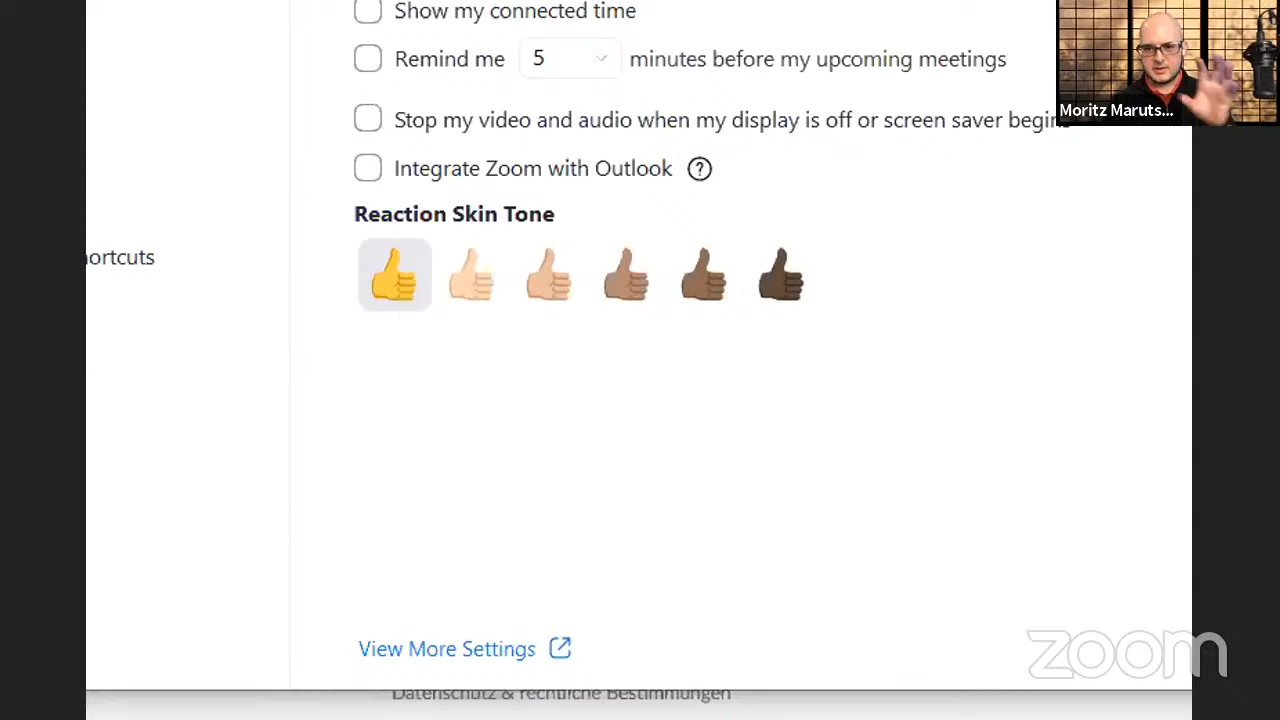 Show my connected time
Remind me 5 minutes before my upcoming meetings
Moritz Maruts...
Stop my video and audio when my display is off or screen saver begins
Integrate Zoom with Outlook ?
Reaction Skin Tone
ortcuts
View More Settings
zoom
Datenschutz & rechtliche Bestimmungen